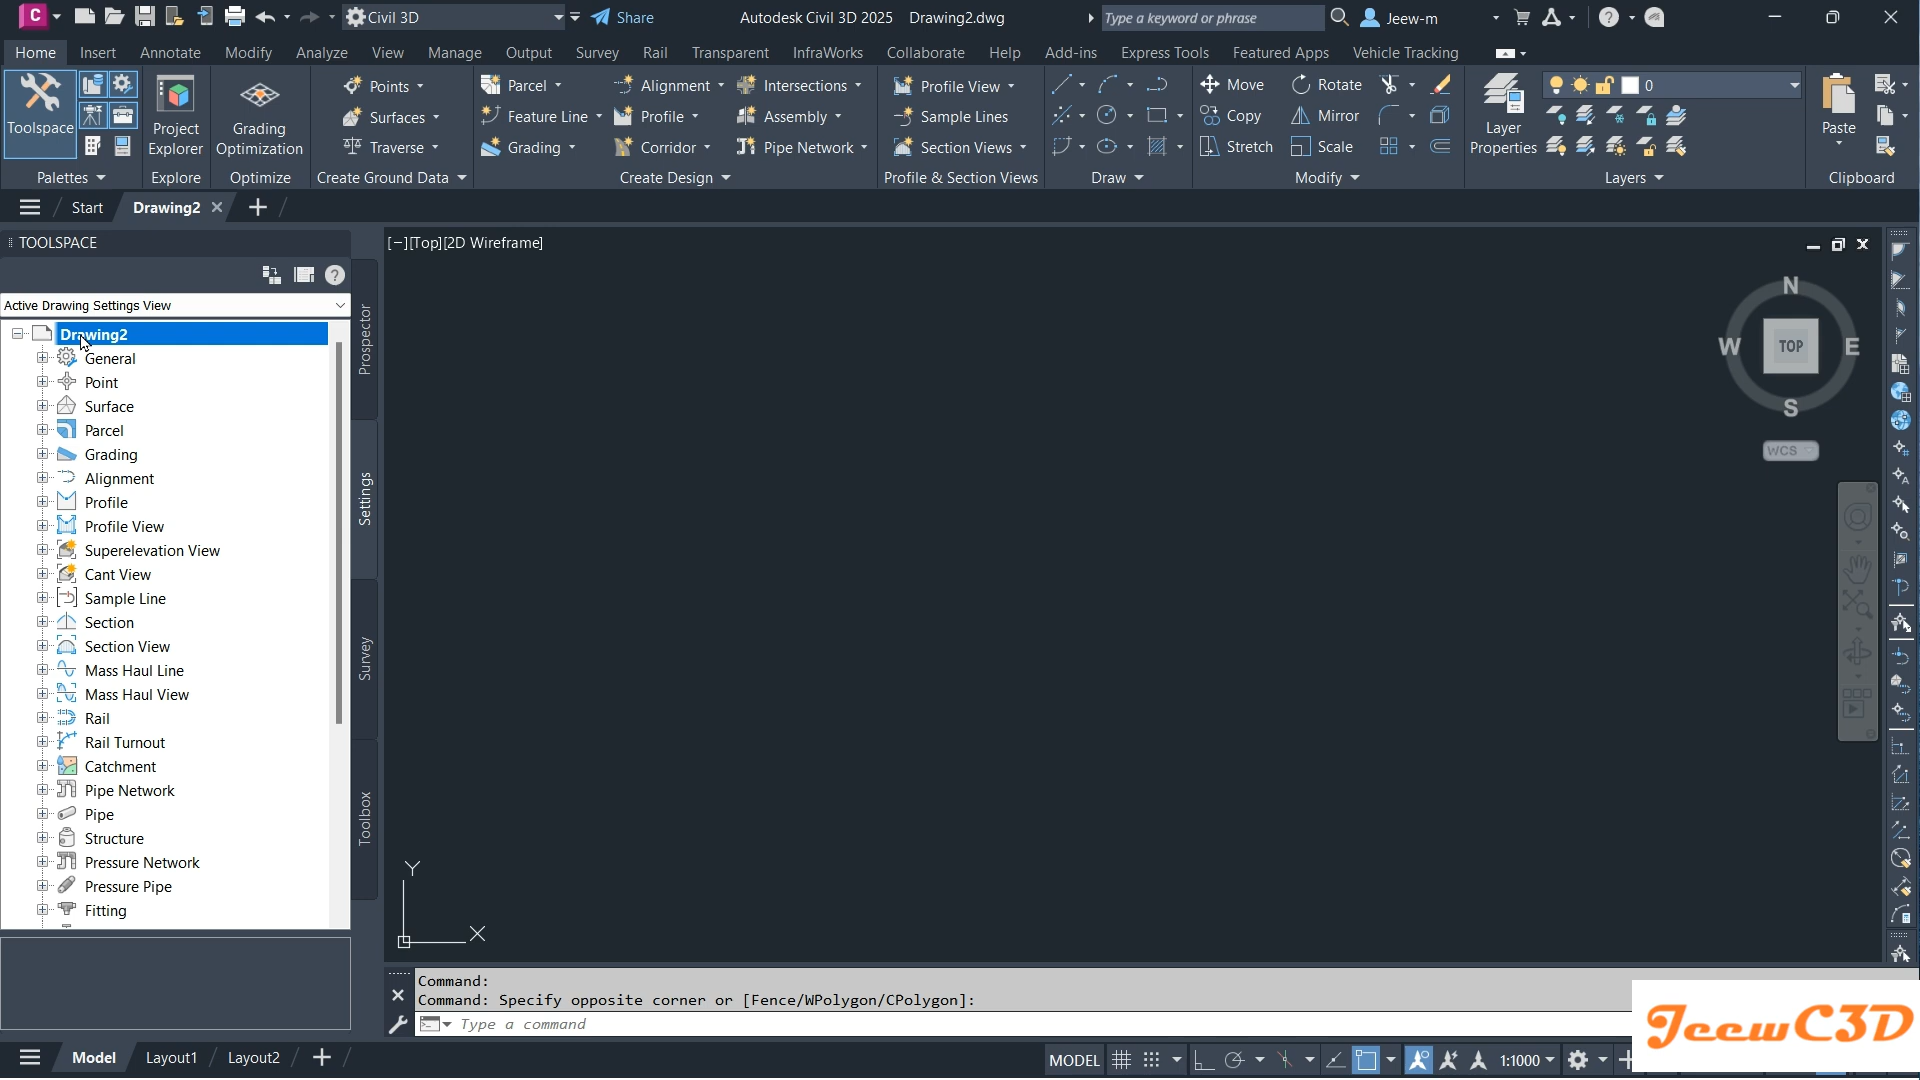 C
Civil 3D
Share
Autodesk Civil 3D 2025 Drawing2.dwg
Type a keyword or phrase
Jeew-m
Home Insert Annotate Modify Analyze View Manage Output Survey Rail Transparent InfraWorks Collaborate Help Add-ins Express Tools Featured Apps Vehicle Tracking
Toolspace
Palettes
Project
Explorer
Explore
Grading
Optimization
Optimize
Points
Surfaces
Traverse
Create Ground Data
Parcel
Feature Line
Grading
Alignment
Profile
Corridor
Intersections
Assembly
Pipe Network
Create Design
Profile View
Sample Lines
Section Views
Profile & Section Views
Draw
Move
Copy
Stretch
Rotate
Mirror
Scale
Modify
Layer
Properties
0
Layers
Paste
Clipboard
Start
Drawing2
TOOLSPACE
Active Drawing Settings View
Drawing2
General
Point
Surface
Parcel
Grading
Alignment
Profile
Profile View
Superelevation View
Cant View
Sample Line
Section
Section View
Mass Haul Line
Mass Haul View
Rail
Rail Turnout
Catchment
Pipe Network
Pipe
Structure
Pressure Network
Pressure Pipe
Fitting
Prospector
Settings
Survey
Toolbox
[−][Top][2D Wireframe]
N
W
TOP
E
S
WCS
Y
X
Command:
Command: Specify opposite corner or [Fence/WPolygon/CPolygon]:
Type a command
Model
Layout1
Layout2
MODEL
1:1000
JeewC3D